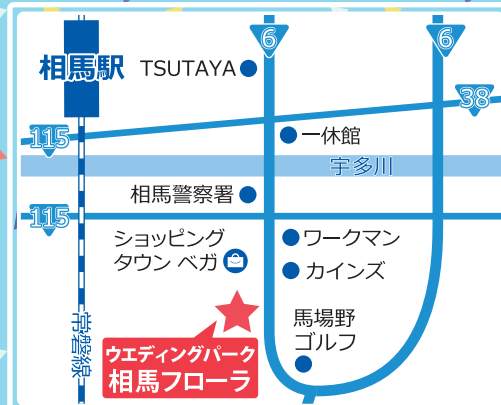 6
6
相馬駅
TSUTAYA
38
115
一休館
宇多川
相馬警察署
115
ショッピング
タウン ベガ
ワークマン
カインズ
馬場野
ゴルフ
常磐線
ウエディングパーク
相馬フローラ